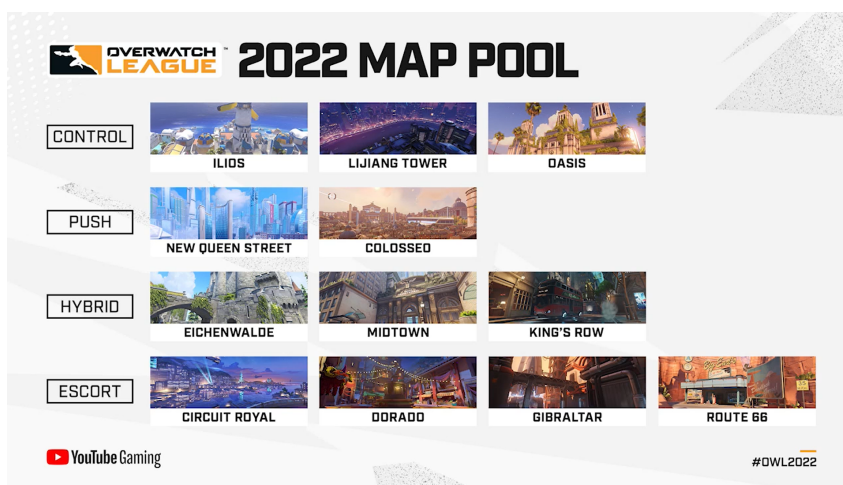 OVERWATCH
LEAGUE™
2022 MAP POOL
CONTROL
ILIOS
LIJIANG TOWER
OASIS
PUSH
NEW QUEEN STREET
COLOSSEO
HYBRID
EICHENWALDE
MIDTOWN
KING'S ROW
ESCORT
CIRCUIT ROYAL
DORADO
GIBRALTAR
ROUTE 66
YouTube Gaming
#OWL2022